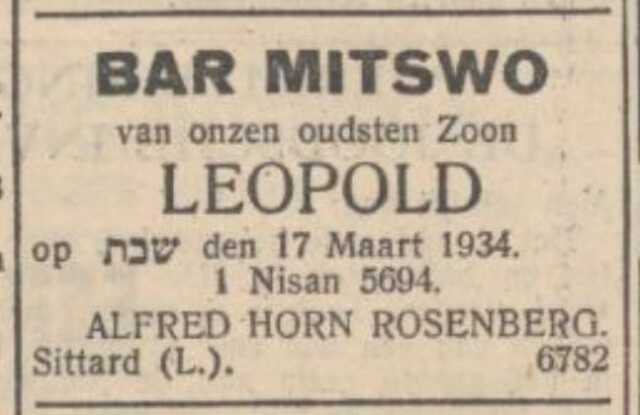 BAR MITSWO
van onzen oudsten Zoon
LEOPOLD
op שבת den 17 Maart 1934.
1 Nisan 5694.
ALFRED HORN ROSENBERG.
Sittard (L.). 6782